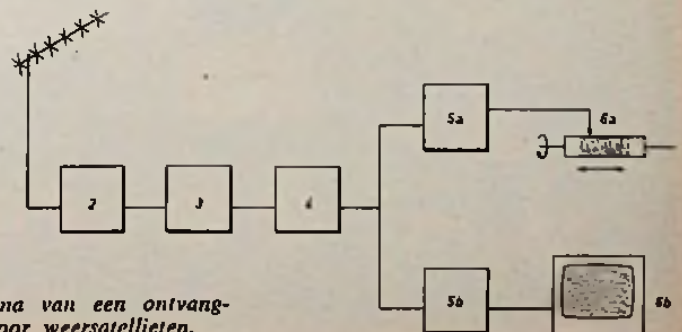 5a
6a
2
3
4
5b
6b
na van een ontvang-
oor weersatellieten.